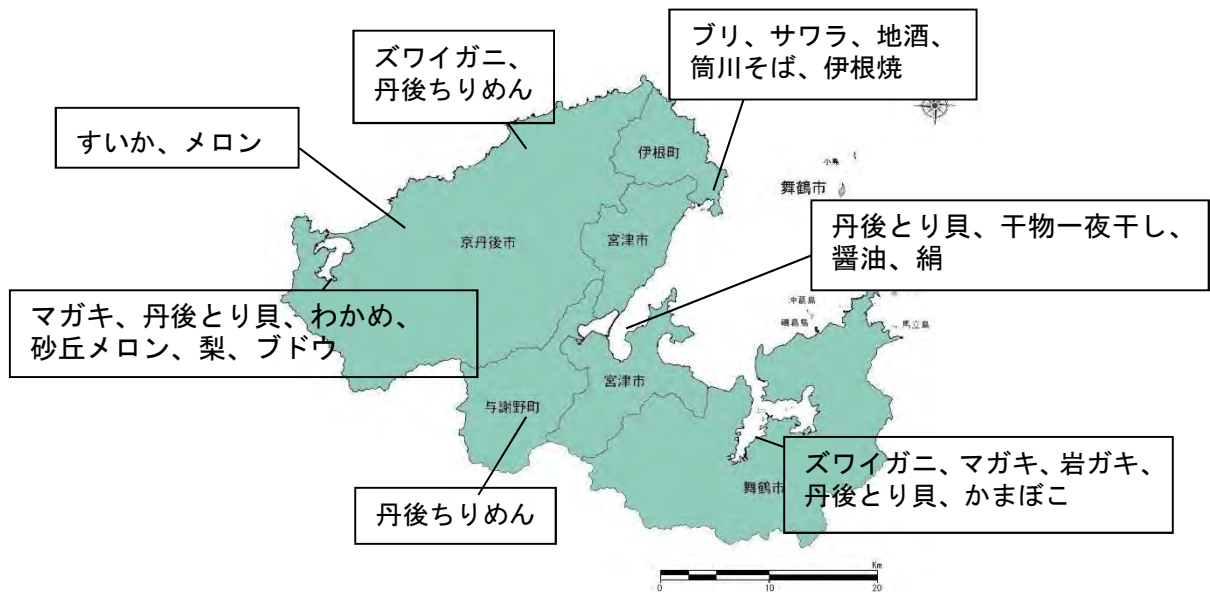 ズワイガニ、
丹後ちりめん
ブリ、サワラ、地酒、
筒川そば、伊根焼
すいか、メロン
伊根町
小島
舞鶴市
京丹後市
宮津市
丹後とり貝、干物一夜干し、
醤油、絹
マガキ、丹後とり貝、わかめ、
砂丘メロン、梨、ブドウ
沖葛島
磯葛島
馬立島
宮津市
与謝野町
ズワイガニ、マガキ、岩ガキ、
丹後とり貝、かまぼこ
舞鶴市
丹後ちりめん
Km
0 10 20